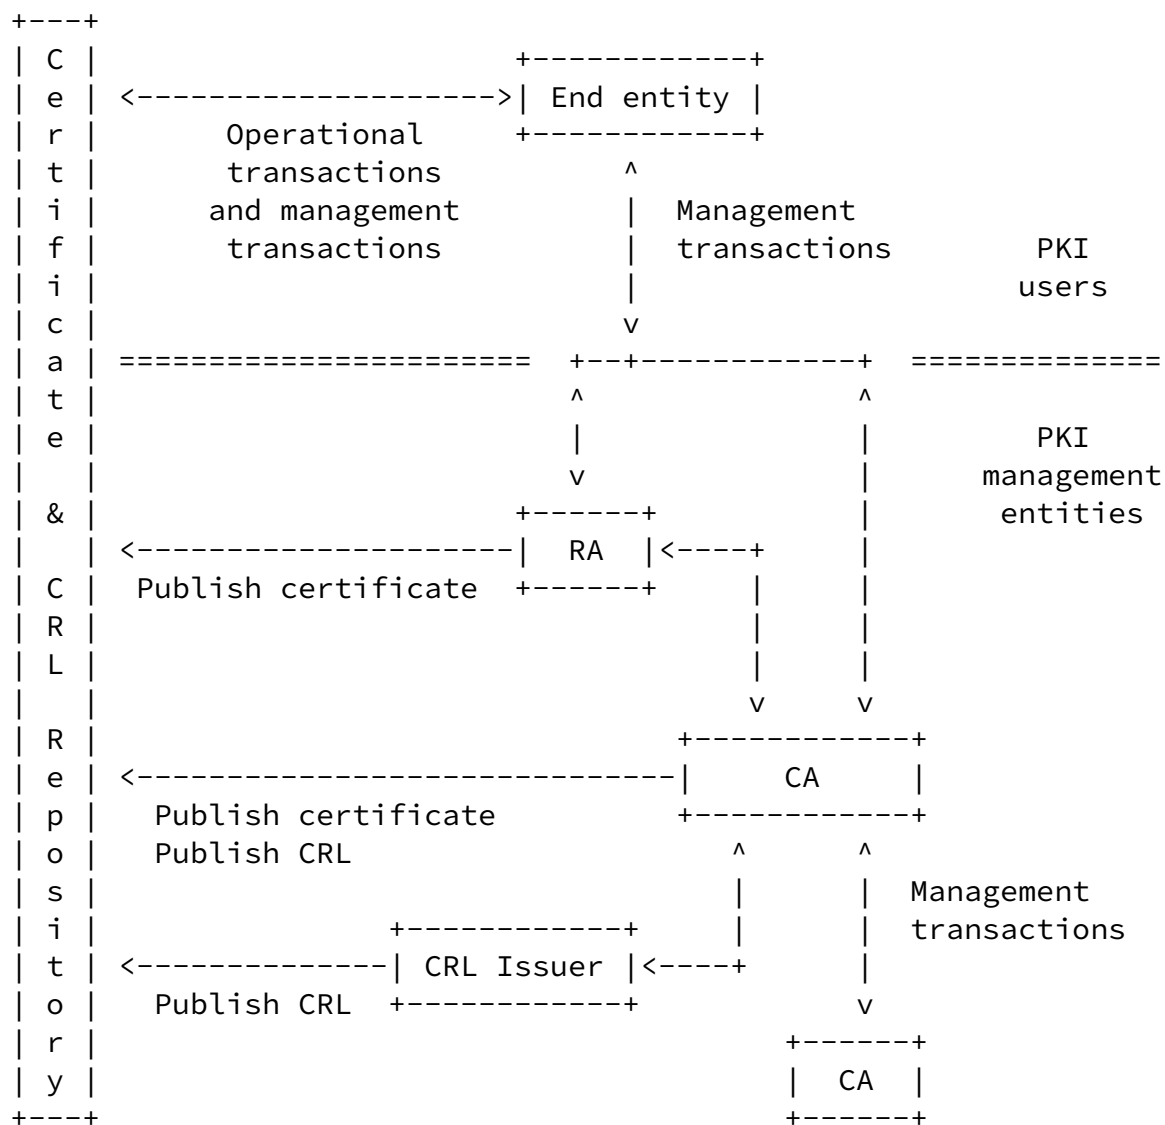 +---+
| C |                       +------------+
| e | <-------------------->| End entity |
| r |       Operational     +------------+
| t |       transactions          ^
| i |      and management         |  Management
| f |       transactions          |  transactions        PKI
| i |                             |                     users
| c |                             v
| a | =======================  +--+------------+  ==============
| t |                          ^               ^
| e |                          |               |         PKI
|   |                          v               |      management
| & |                       +------+           |       entities
|   | <---------------------|  RA  |<----+     |
| C |  Publish certificate  +------+     |     |
| R |                                    |     |
| L |                                    |     |
|   |                                    v     v
| R |                                +------------+
| e | <------------------------------|     CA     |
| p |   Publish certificate          +------------+
| o |   Publish CRL                     ^      ^
| s |                                   |      |  Management
| i |                +------------+     |      |  transactions
| t | <--------------| CRL Issuer |<----+      |
| o |   Publish CRL  +------------+            v
| r |                                      +------+
| y |                                      |  CA  |
+---+                                      +------+